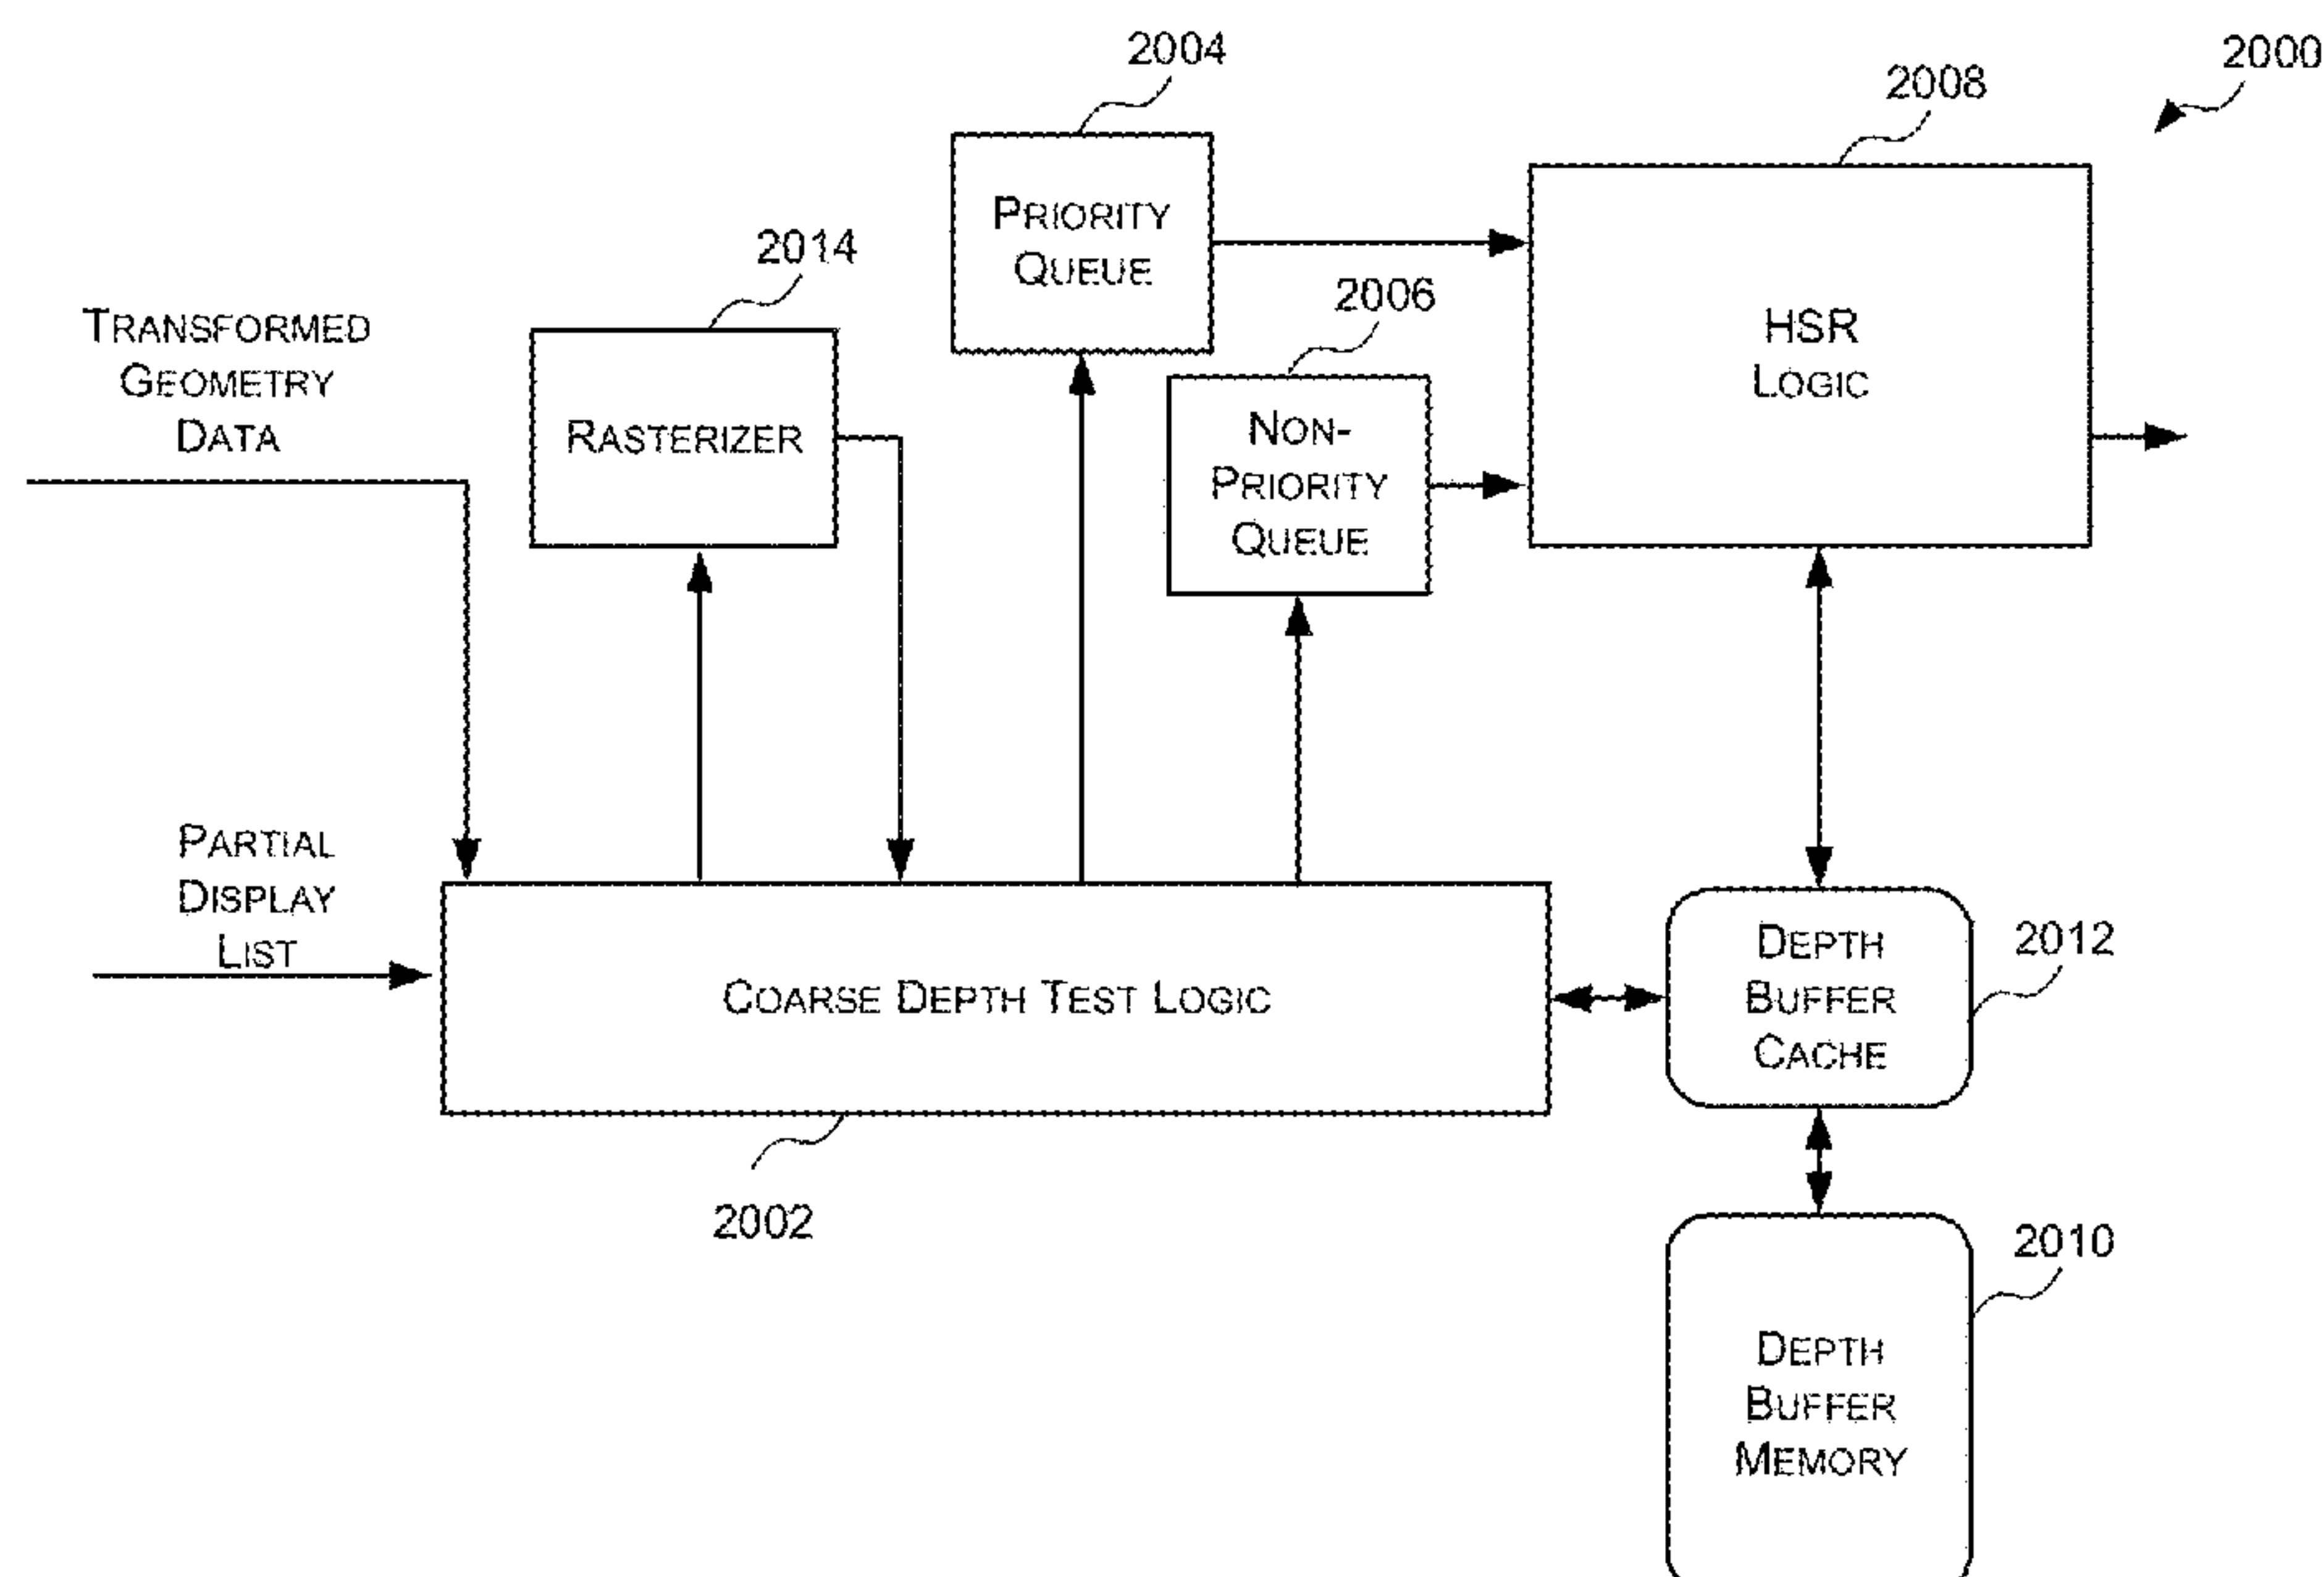 2004
2000
2008
PRIORITY
QUEUE
2014
2006
HSR
LOGIC
TRANSFORMED
GEOMETRY
DATA
RASTERIZER
NON-
PRIORITY
QUEUE
PARTIAL
DISPLAY
LIST
COARSE DEPTH TEST LOGIC
DEPTH
BUFFER
CACHE
2012
2002
2010
DEPTH
BUFFER
MEMORY